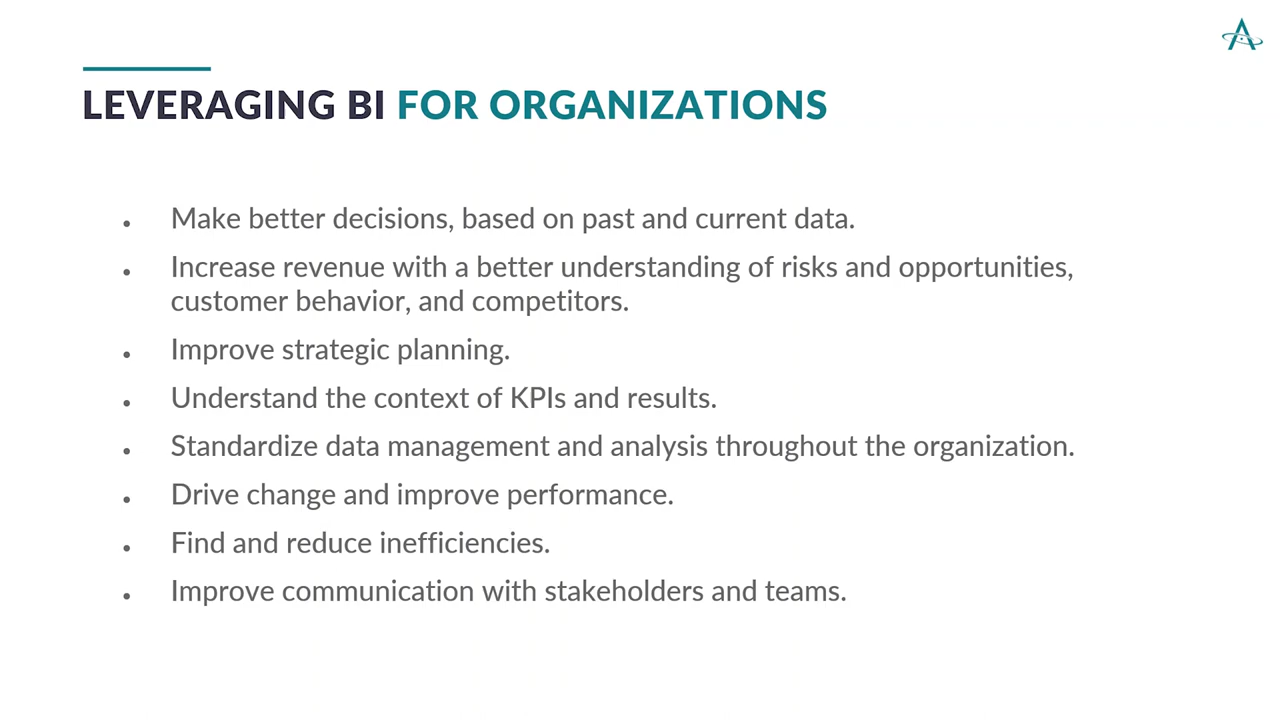 LEVERAGING BI FOR ORGANIZATIONS
• Make better decisions, based on past and current data.
• Increase revenue with a better understanding of risks and opportunities,
customer behavior, and competitors.
• Improve strategic planning.
• Understand the context of KPIs and results.
• Standardize data management and analysis throughout the organization.
• Drive change and improve performance.
• Find and reduce inefficiencies.
• Improve communication with stakeholders and teams.